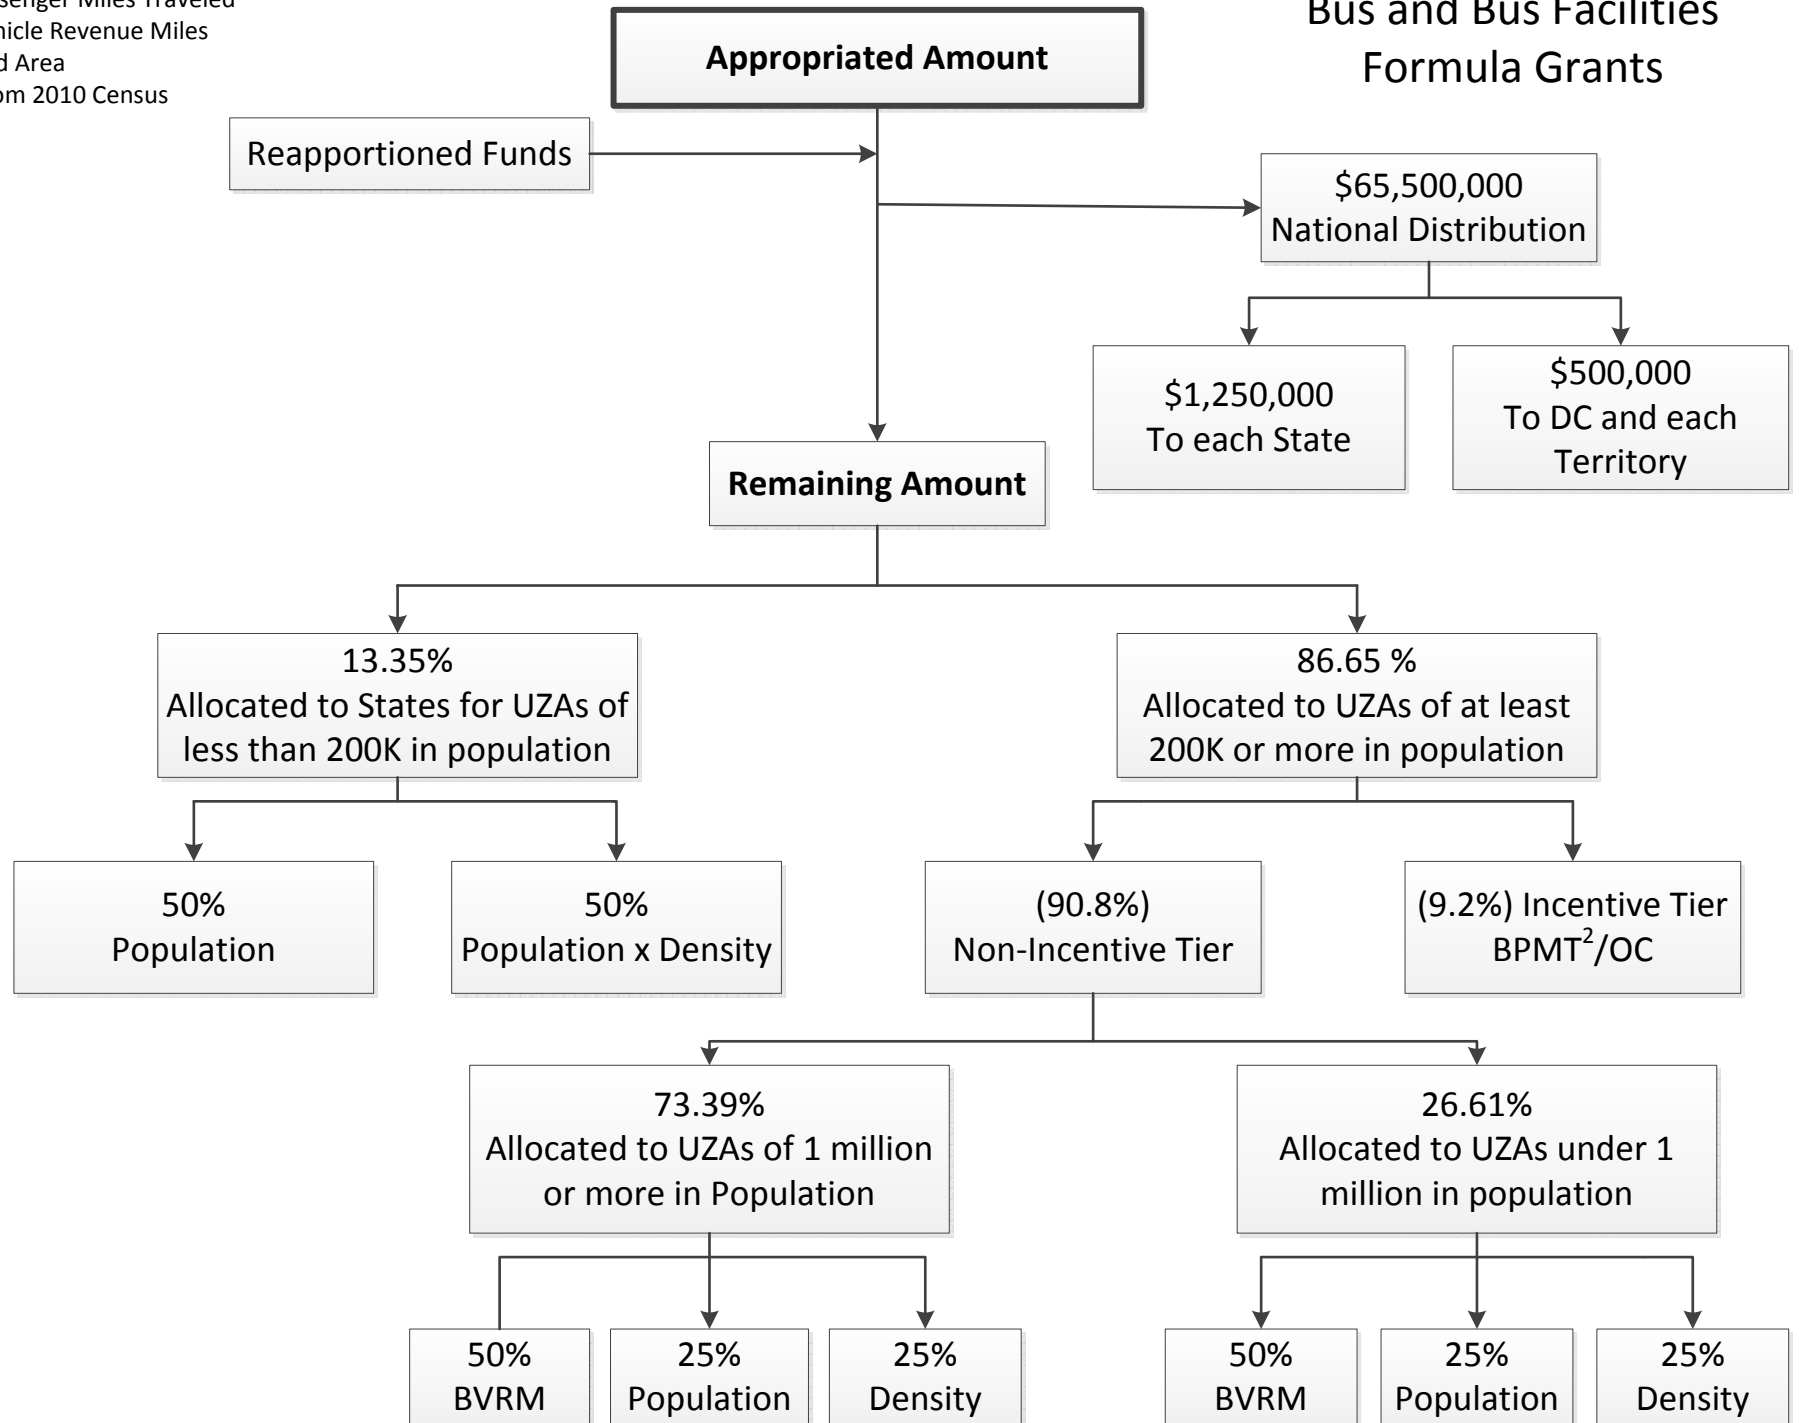 Passenger Miles Traveled
Vehicle Revenue Miles
Area
2010 Census
Bus and Bus Facilities
Formula Grants
Appropriated Amount
Reapportioned Funds
$65,500,000
National Distribution
$1,250,000
To each State
$500,000
To DC and each
Territory
Remaining Amount
13.35%
Allocated to States for UZAs of
less than 200K in population
86.65 %
Allocated to UZAs of at least
200K or more in population
50%
Population
50%
Population x Density
(90.8%)
Non-Incentive Tier
(9.2%) Incentive Tier
BPMT²/OC
73.39%
Allocated to UZAs of 1 million
or more in Population
26.61%
Allocated to UZAs under 1
million in population
50%
BVRM
25%
Population
25%
Density
50%
BVRM
25%
Population
25%
Density